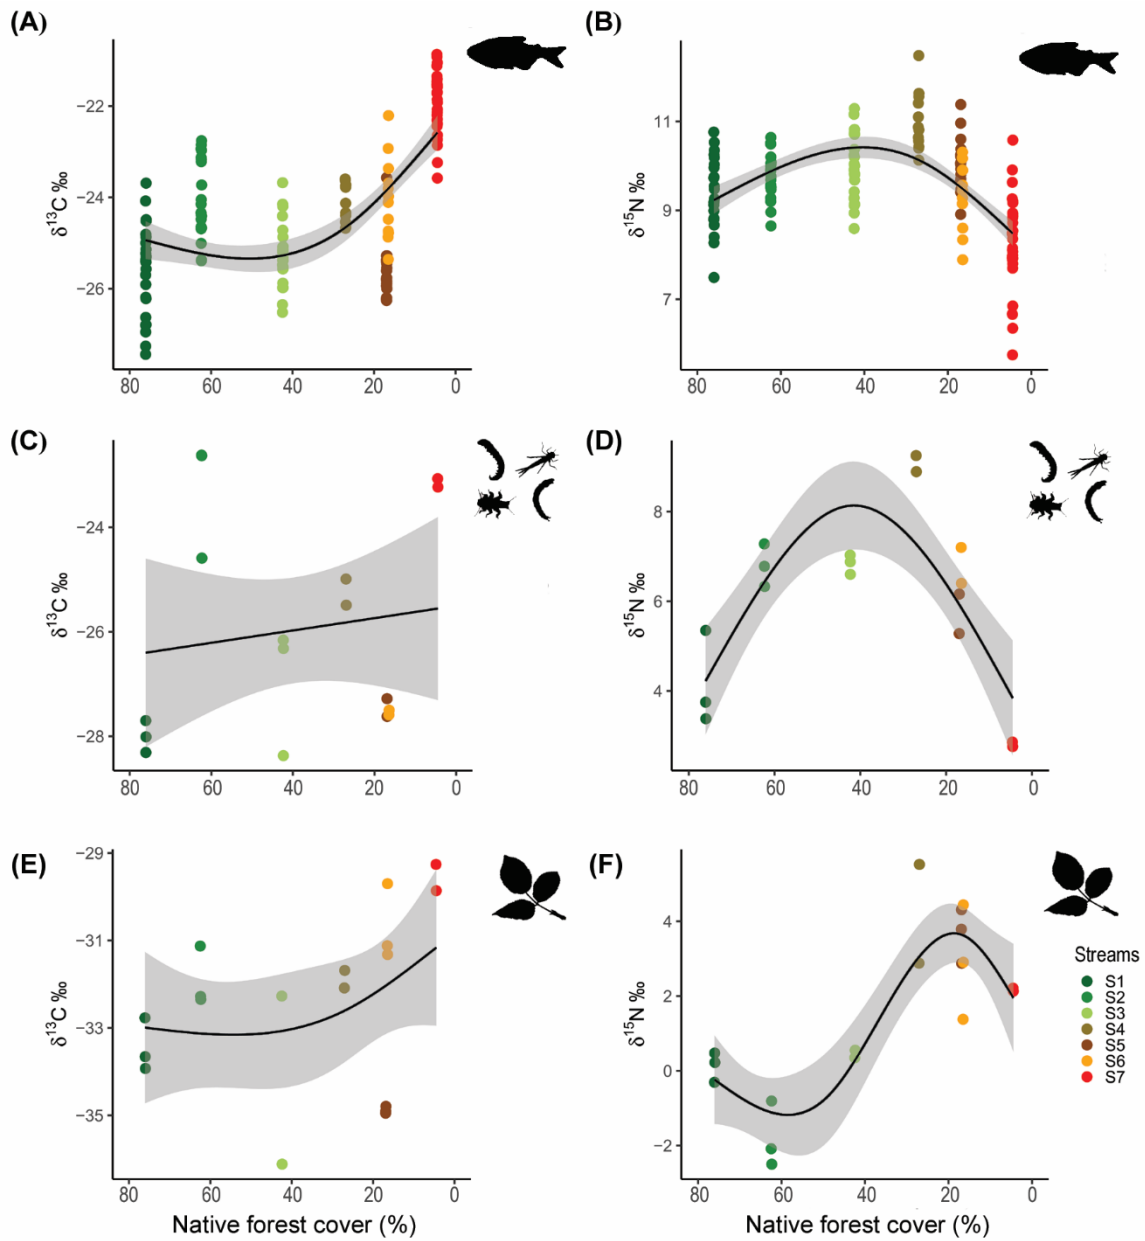 (A)
δ13C ‰
−22
−24
−26
80 60 40 20 0
(B)
δ15N ‰
11
9
7
80 60 40 20 0
(C)
δ13C ‰
−24
−26
−28
80 60 40 20 0
(D)
δ15N ‰
8
6
4
80 60 40 20 0
(E)
δ13C ‰
−29
−31
−33
−35
80 60 40 20 0
Native forest cover (%)
(F)
δ15N ‰
4
2
0
−2
80 60 40 20 0
Native forest cover (%)
Streams
S1
S2
S3
S4
S5
S6
S7